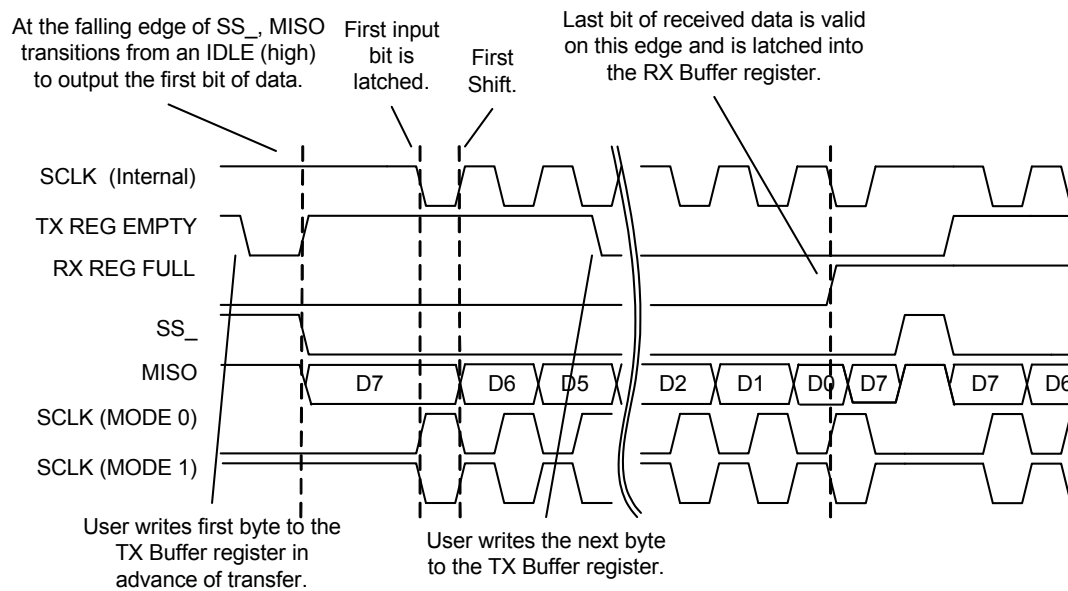 At the falling edge of SS_, MISO
transitions from an IDLE (high)
to output the first bit of data.
First input
bit is
latched.
First
Shift.
Last bit of received data is valid
on this edge and is latched into
the RX Buffer register.
SCLK (Internal)
TX REG EMPTY
RX REG FULL
SS_
MISO
D7
D6
D5
D2
D1
D0
D7
D7
D6
SCLK (MODE 0)
SCLK (MODE 1)
User writes first byte to the
TX Buffer register in
advance of transfer.
User writes the next byte
to the TX Buffer register.